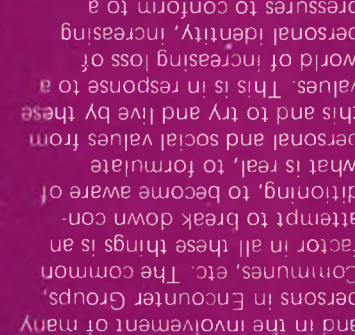 and in the involvement of many
persons in Encounter Groups,
Communes, etc. The common
factor in all these things is an
attempt to break down con-
ditioning, to become aware of
what is real, to formulate
personal and social values from
this and to try and live by these
values. This is in response to a
world of increasing loss of
personal identity, increasing
pressures to conform to a